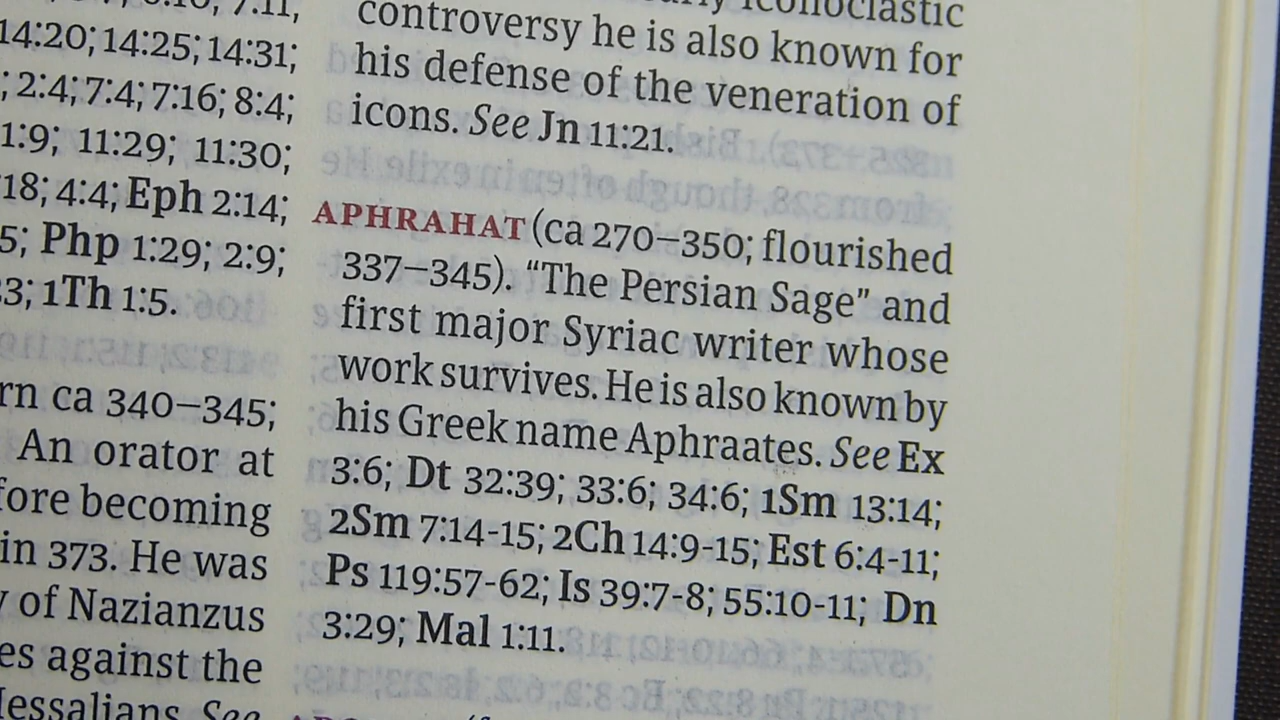 14:20; 14:25; 14:31;
; 2:4; 7:4; 7:16; 8:4;
1:9; 11:29; 11:30;
18; 4:4; Eph 2:14;
5; Php 1:29; 2:9;
3; 1Th 1:5.
rn ca 340–345;
An orator at
fore becoming
in 373. He was
of Nazianzus
es against the
essalians. See
iconoclastic
controversy he is also known for
his defense of the veneration of
icons. See Jn 11:21.
APHRAHAT (ca 270–350; flourished
337–345). “The Persian Sage” and
first major Syriac writer whose
work survives. He is also known by
his Greek name Aphraates. See Ex
3:6; Dt 32:39; 33:6; 34:6; 1Sm 13:14;
2Sm 7:14-15; 2Ch 14:9-15; Est 6:4-11;
Ps 119:57-62; Is 39:7-8; 55:10-11; Dn
3:29; Mal 1:11.